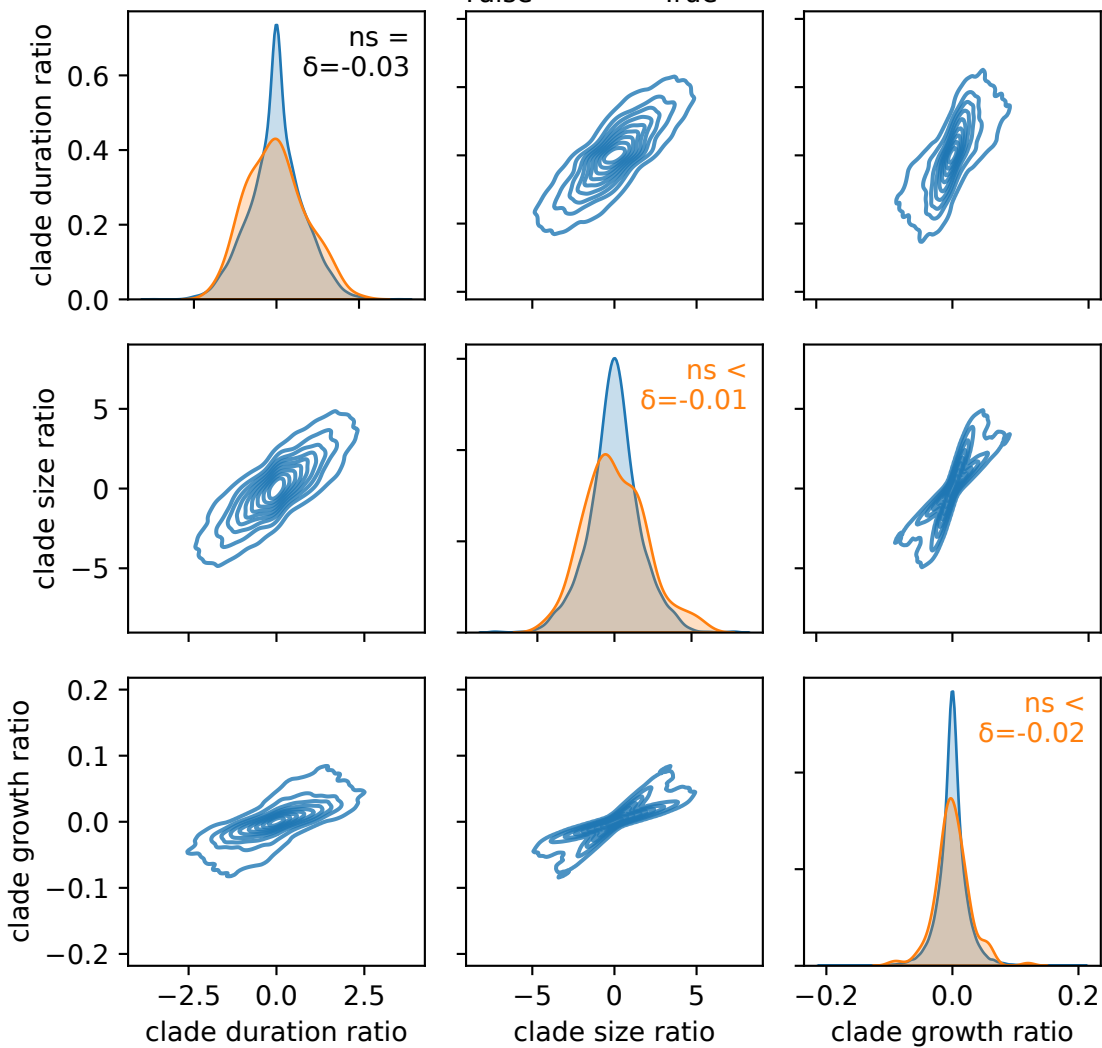 clade duration ratio
0.6
0.4
0.2
0.0
ns =
δ=-0.03
clade size ratio
5
0
−5
ns <
δ=-0.01
clade growth ratio
0.2
0.1
0.0
−0.1
−0.2
ns <
δ=-0.02
−2.5 0.0 2.5
−5 0 5
−0.2 0.0 0.2
clade duration ratio
clade size ratio
clade growth ratio